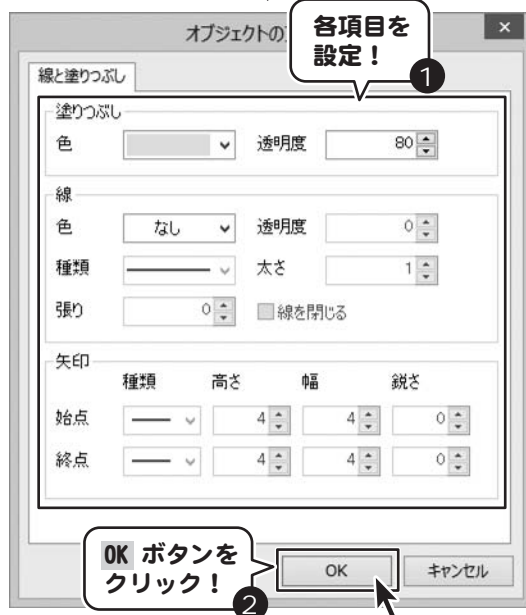 オブジェクトの
各項目を
設定！
1
線と塗りつぶし
塗りつぶし
色 透明度 80
線
色 なし 透明度 0
種類 太さ 1
張り 0 線を閉じる
矢印
種類 高さ 幅 鋭さ
始点 4 4 0
終点 4 4 0
OK ボタンを
クリック！
2
OK キャンセル